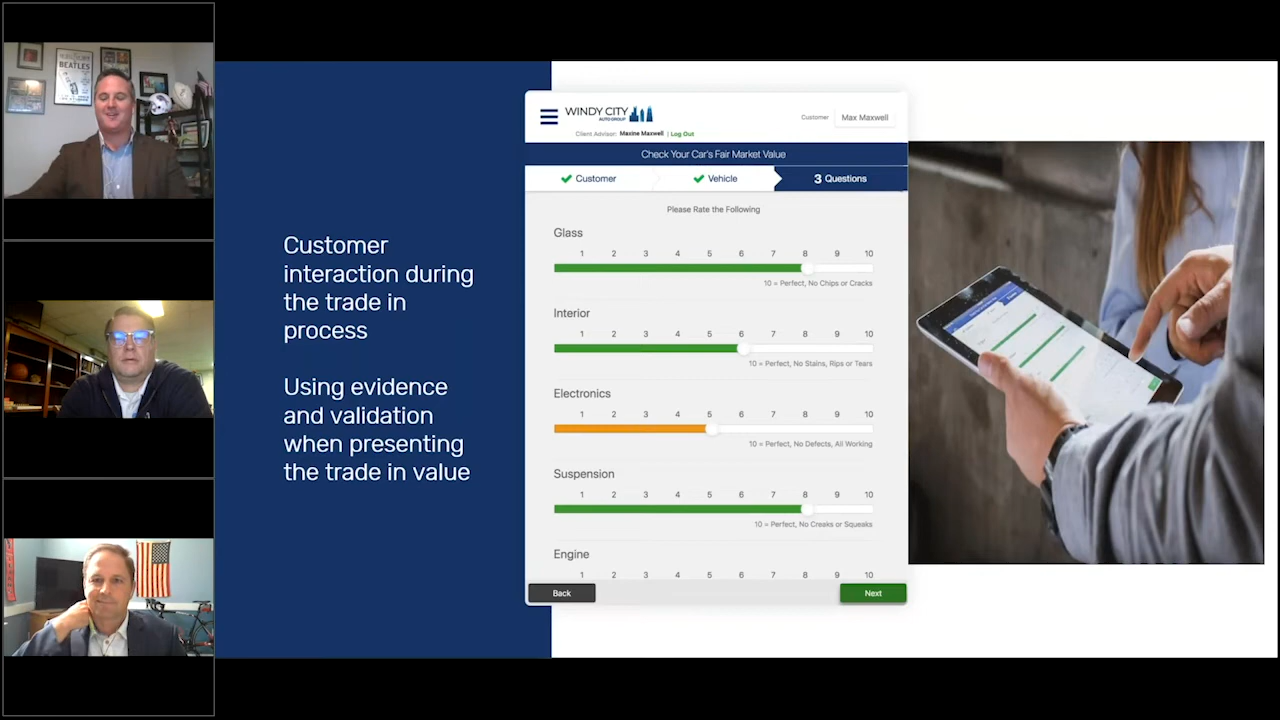 BEATLES
Customer
interaction during
the trade in
process
Using evidence
and validation
when presenting
the trade in value
WINDY CITY
AUTO GROUP
Customer
Max Maxwell
Client Advisor: Maxine Maxwell | Log Out
Check Your Car's Fair Market Value
Customer
Vehicle
3 Questions
Please Rate the Following
Glass
1 2 3 4 5 6 7 8 9 10
10 = Perfect, No Chips or Cracks
Interior
1 2 3 4 5 6 7 8 9 10
10 = Perfect, No Stains, Rips or Tears
Electronics
1 2 3 4 5 6 7 8 9 10
10 = Perfect, No Defects, All Working
Suspension
1 2 3 4 5 6 7 8 9 10
10 = Perfect, No Creaks or Squeaks
Engine
1 2 3 4 5 6 7 8 9 10
Back
Next